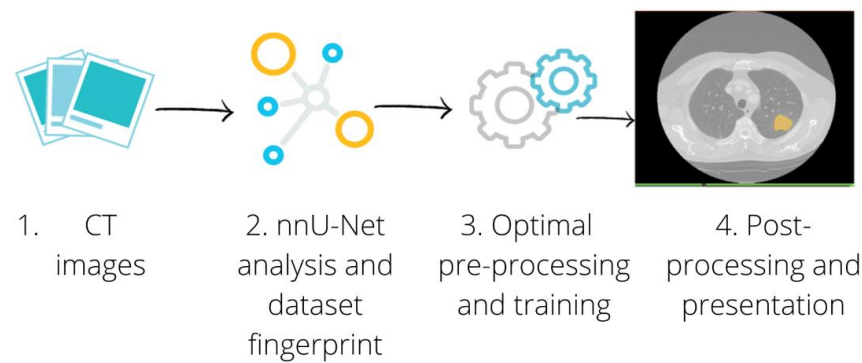 1. CT
images
2. nnU-Net
analysis and
dataset
fingerprint
3. Optimal
pre-processing
and training
4. Post-
processing and
presentation